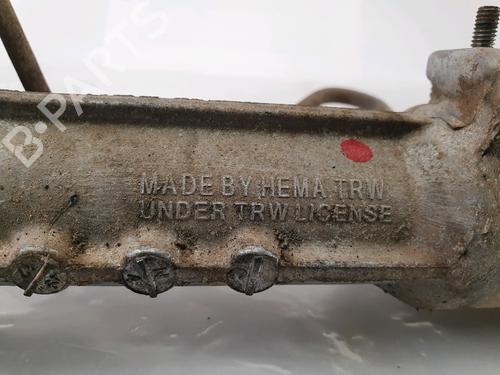 B-PARTS
MADE BY HEMA TRW
UNDER TRW LICENSE